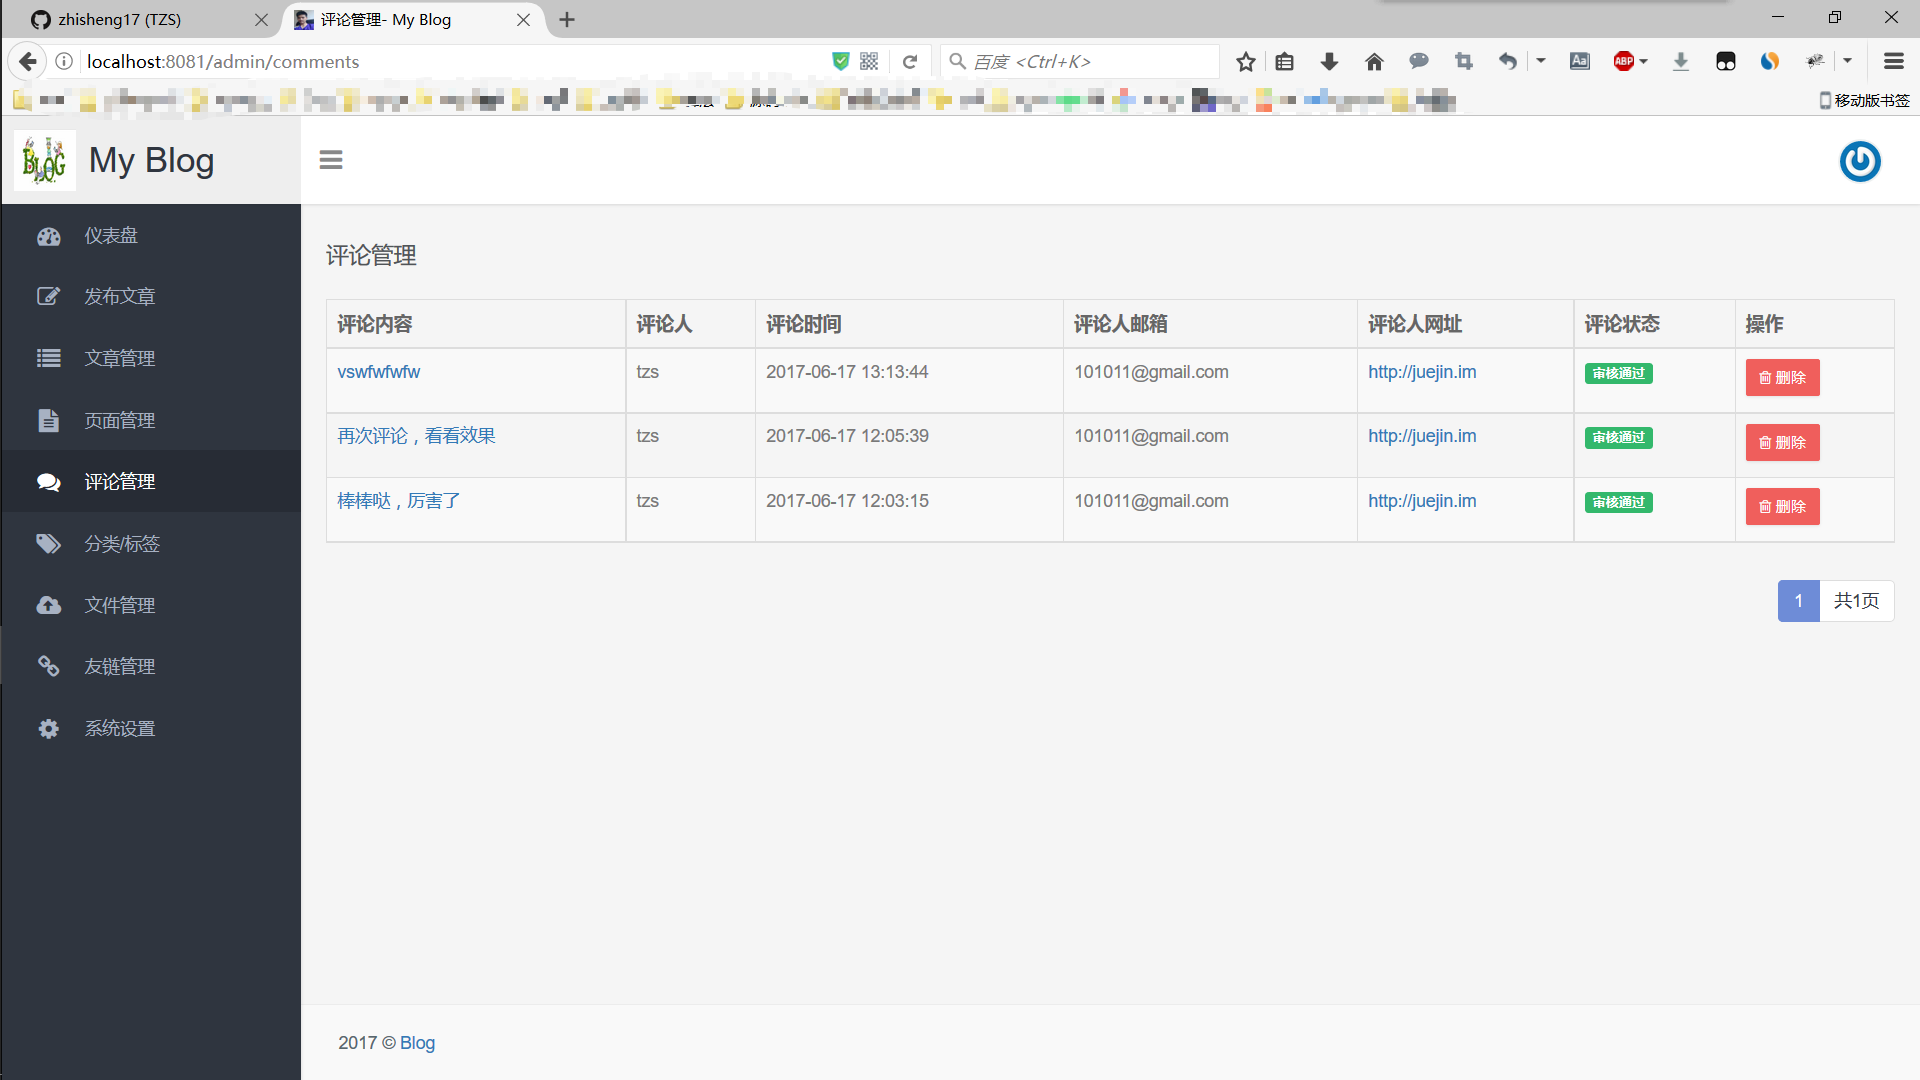 zhisheng17 (TZS)
评论管理- My Blog
localhost:8081/admin/comments
百度 <Ctrl+K>
Aa
ABP
移动版书签
BLOG
My Blog
仪表盘
发布文章
文章管理
页面管理
评论管理
分类/标签
文件管理
友链管理
系统设置
评论管理
评论内容 评论人 评论时间 评论人邮箱 评论人网址 评论状态 操作
vswfwfwfw tzs 2017-06-17 13:13:44 101011@gmail.com http://juejin.im 审核通过 删除
再次评论，看看效果 tzs 2017-06-17 12:05:39 101011@gmail.com http://juejin.im 审核通过 删除
棒棒哒，厉害了 tzs 2017-06-17 12:03:15 101011@gmail.com http://juejin.im 审核通过 删除
1 共1页
2017 © Blog